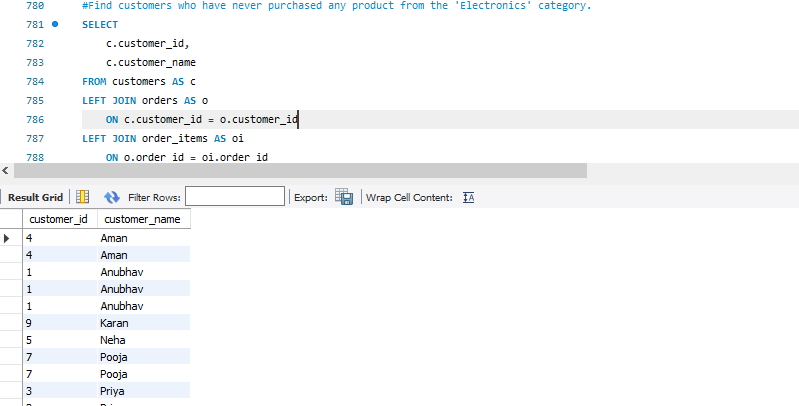 780 #Find customers who have never purchased any product from the 'Electronics' category.
781 SELECT
782 c.customer_id,
783 c.customer_name
784 FROM customers AS c
785 LEFT JOIN orders AS o
786 ON c.customer_id = o.customer_id
787 LEFT JOIN order_items AS oi
788 ON o.order_id = oi.order_id
Result Grid Filter Rows: Export: Wrap Cell Content: IA
customer_id customer_name
4 Aman
4 Aman
1 Anubhav
1 Anubhav
1 Anubhav
9 Karan
5 Neha
7 Pooja
7 Pooja
3 Priya